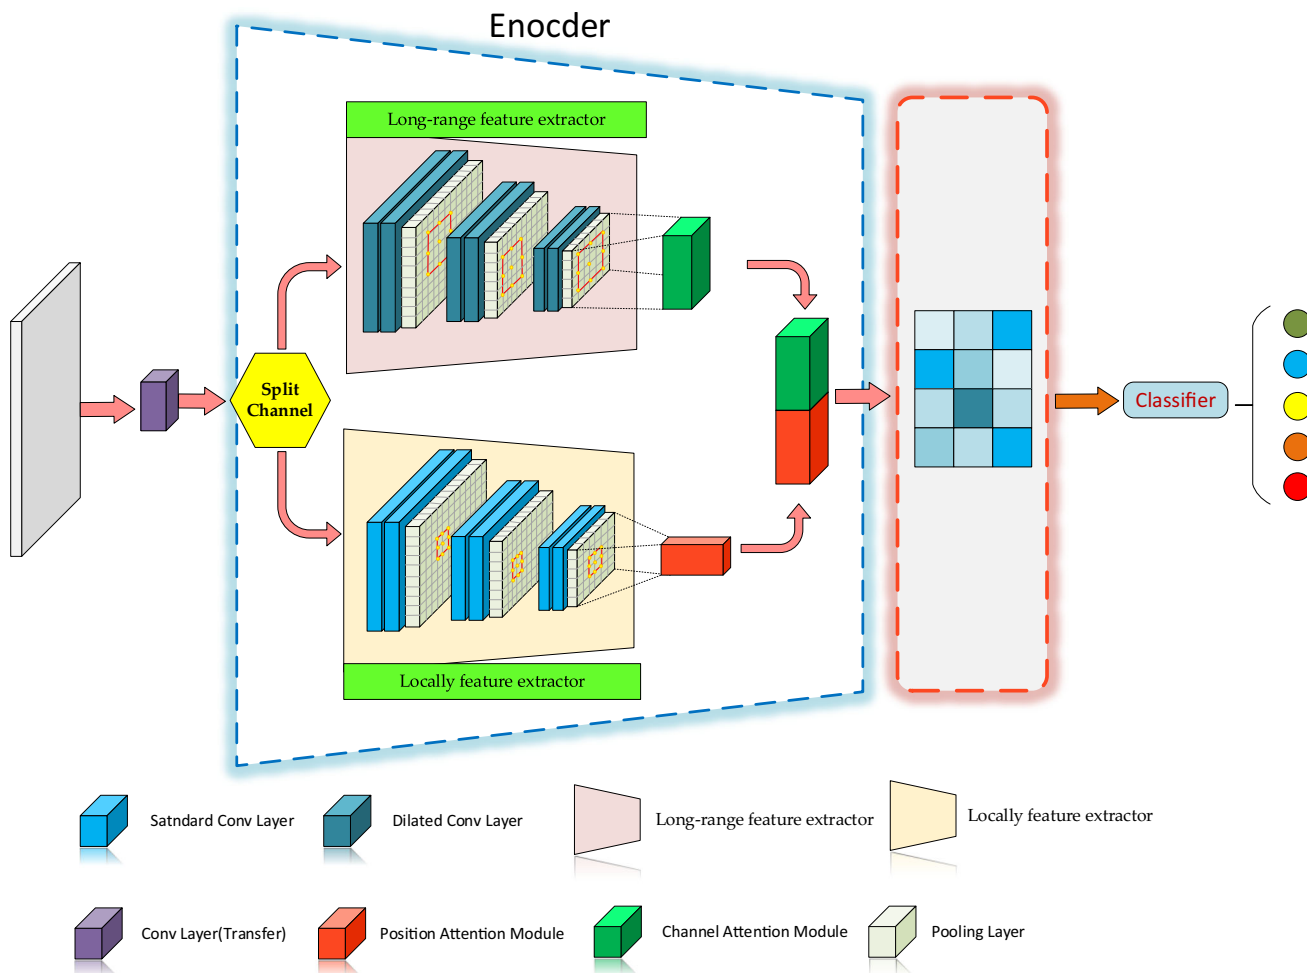 Enocder
Long-range feature extractor
Split
Channel
Classifier
Locally feature extractor
Satndard Conv Layer
Dilated Conv Layer
Long-range feature extractor
Locally feature extractor
Conv Layer(Transfer)
Position Attention Module
Channel Attention Module
Pooling Layer